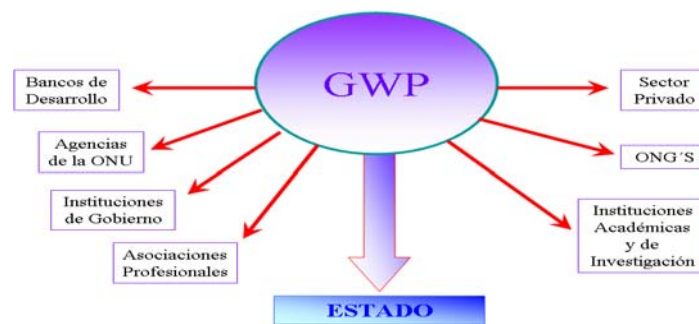 GWP
Bancos de
Desarrollo
Agencias
de la ONU
Instituciones
de Gobierno
Asociaciones
Profesionales
Sector
Privado
ONG´S
Instituciones
Académicas
y de
Investigación
ESTADO